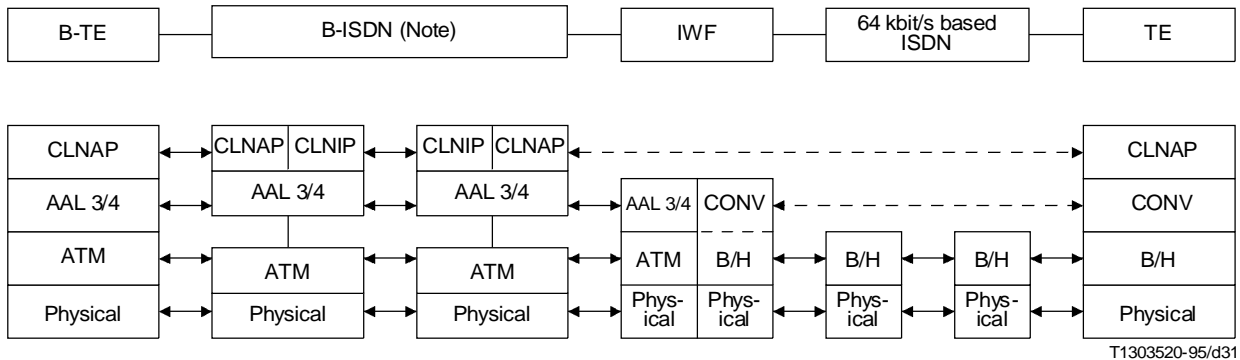 B-TE
B-ISDN (Note)
IWF
64 kbit/s based
ISDN
TE
CLNAP
CLNAP CLNIP
CLNIP CLNAP
CLNAP
AAL 3/4
AAL 3/4
AAL 3/4
AAL 3/4 CONV
CONV
ATM
ATM
ATM
ATM
B/H
B/H
B/H
B/H
Physical
Physical
Physical
Phys-
ical
Phys-
ical
Phys-
ical
Phys-
ical
Physical
T1303520-95/d31